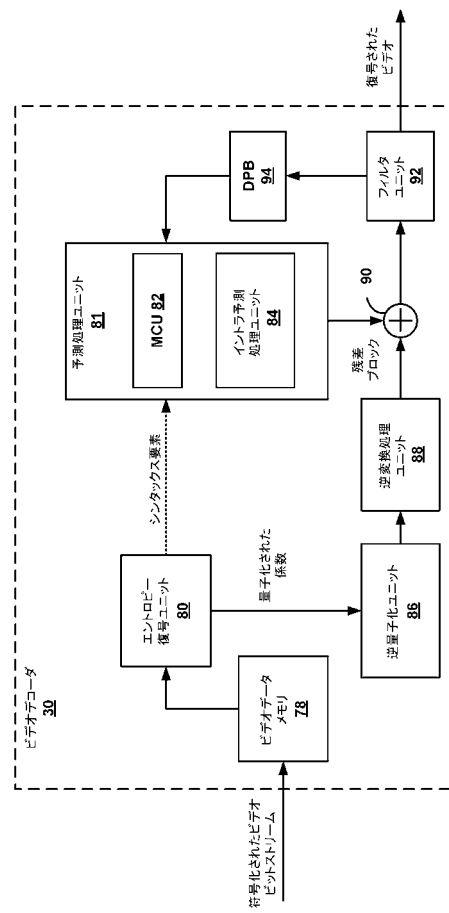 ビデオデコーダ
30
符号化されたビデオ
ビットストリーム
ビデオデータ
メモリ
78
エントロピー
復号ユニット
80
シンタックス要素
量子化された
係数
予測処理ユニット
81
MCU 82
イントラ予測
処理ユニット
84
逆量子化ユニット
86
逆変換処理
ユニット
88
残差
ブロック
90
DPB
94
フィルタ
ユニット
92
復号された
ビデオ